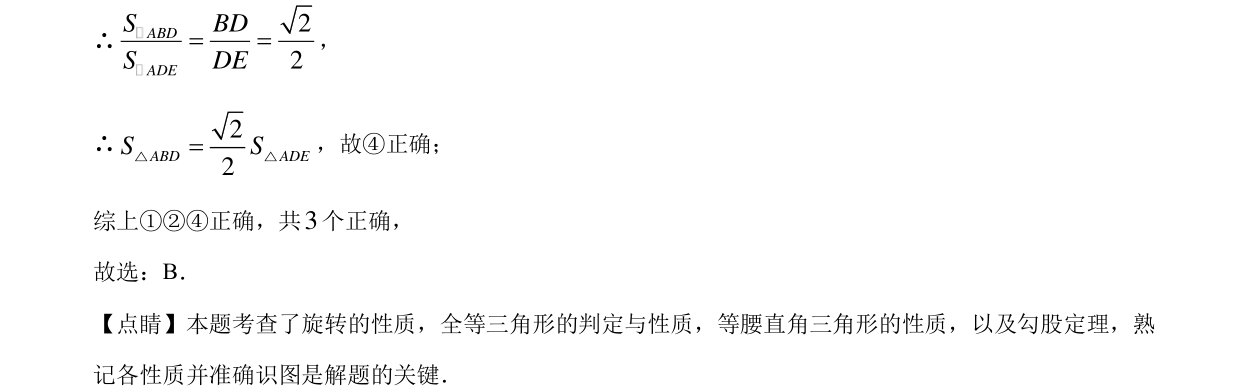 ∴ S□ABD / S□ADE = BD / DE = √2 / 2，
∴ S△ABD = √2 / 2 S△ADE，故④正确；
综上①②④正确，共3个正确，
故选：B．
【点睛】本题考查了旋转的性质，全等三角形的判定与性质，等腰直角三角形的性质，以及勾股定理，熟
记各性质并准确识图是解题的关键．